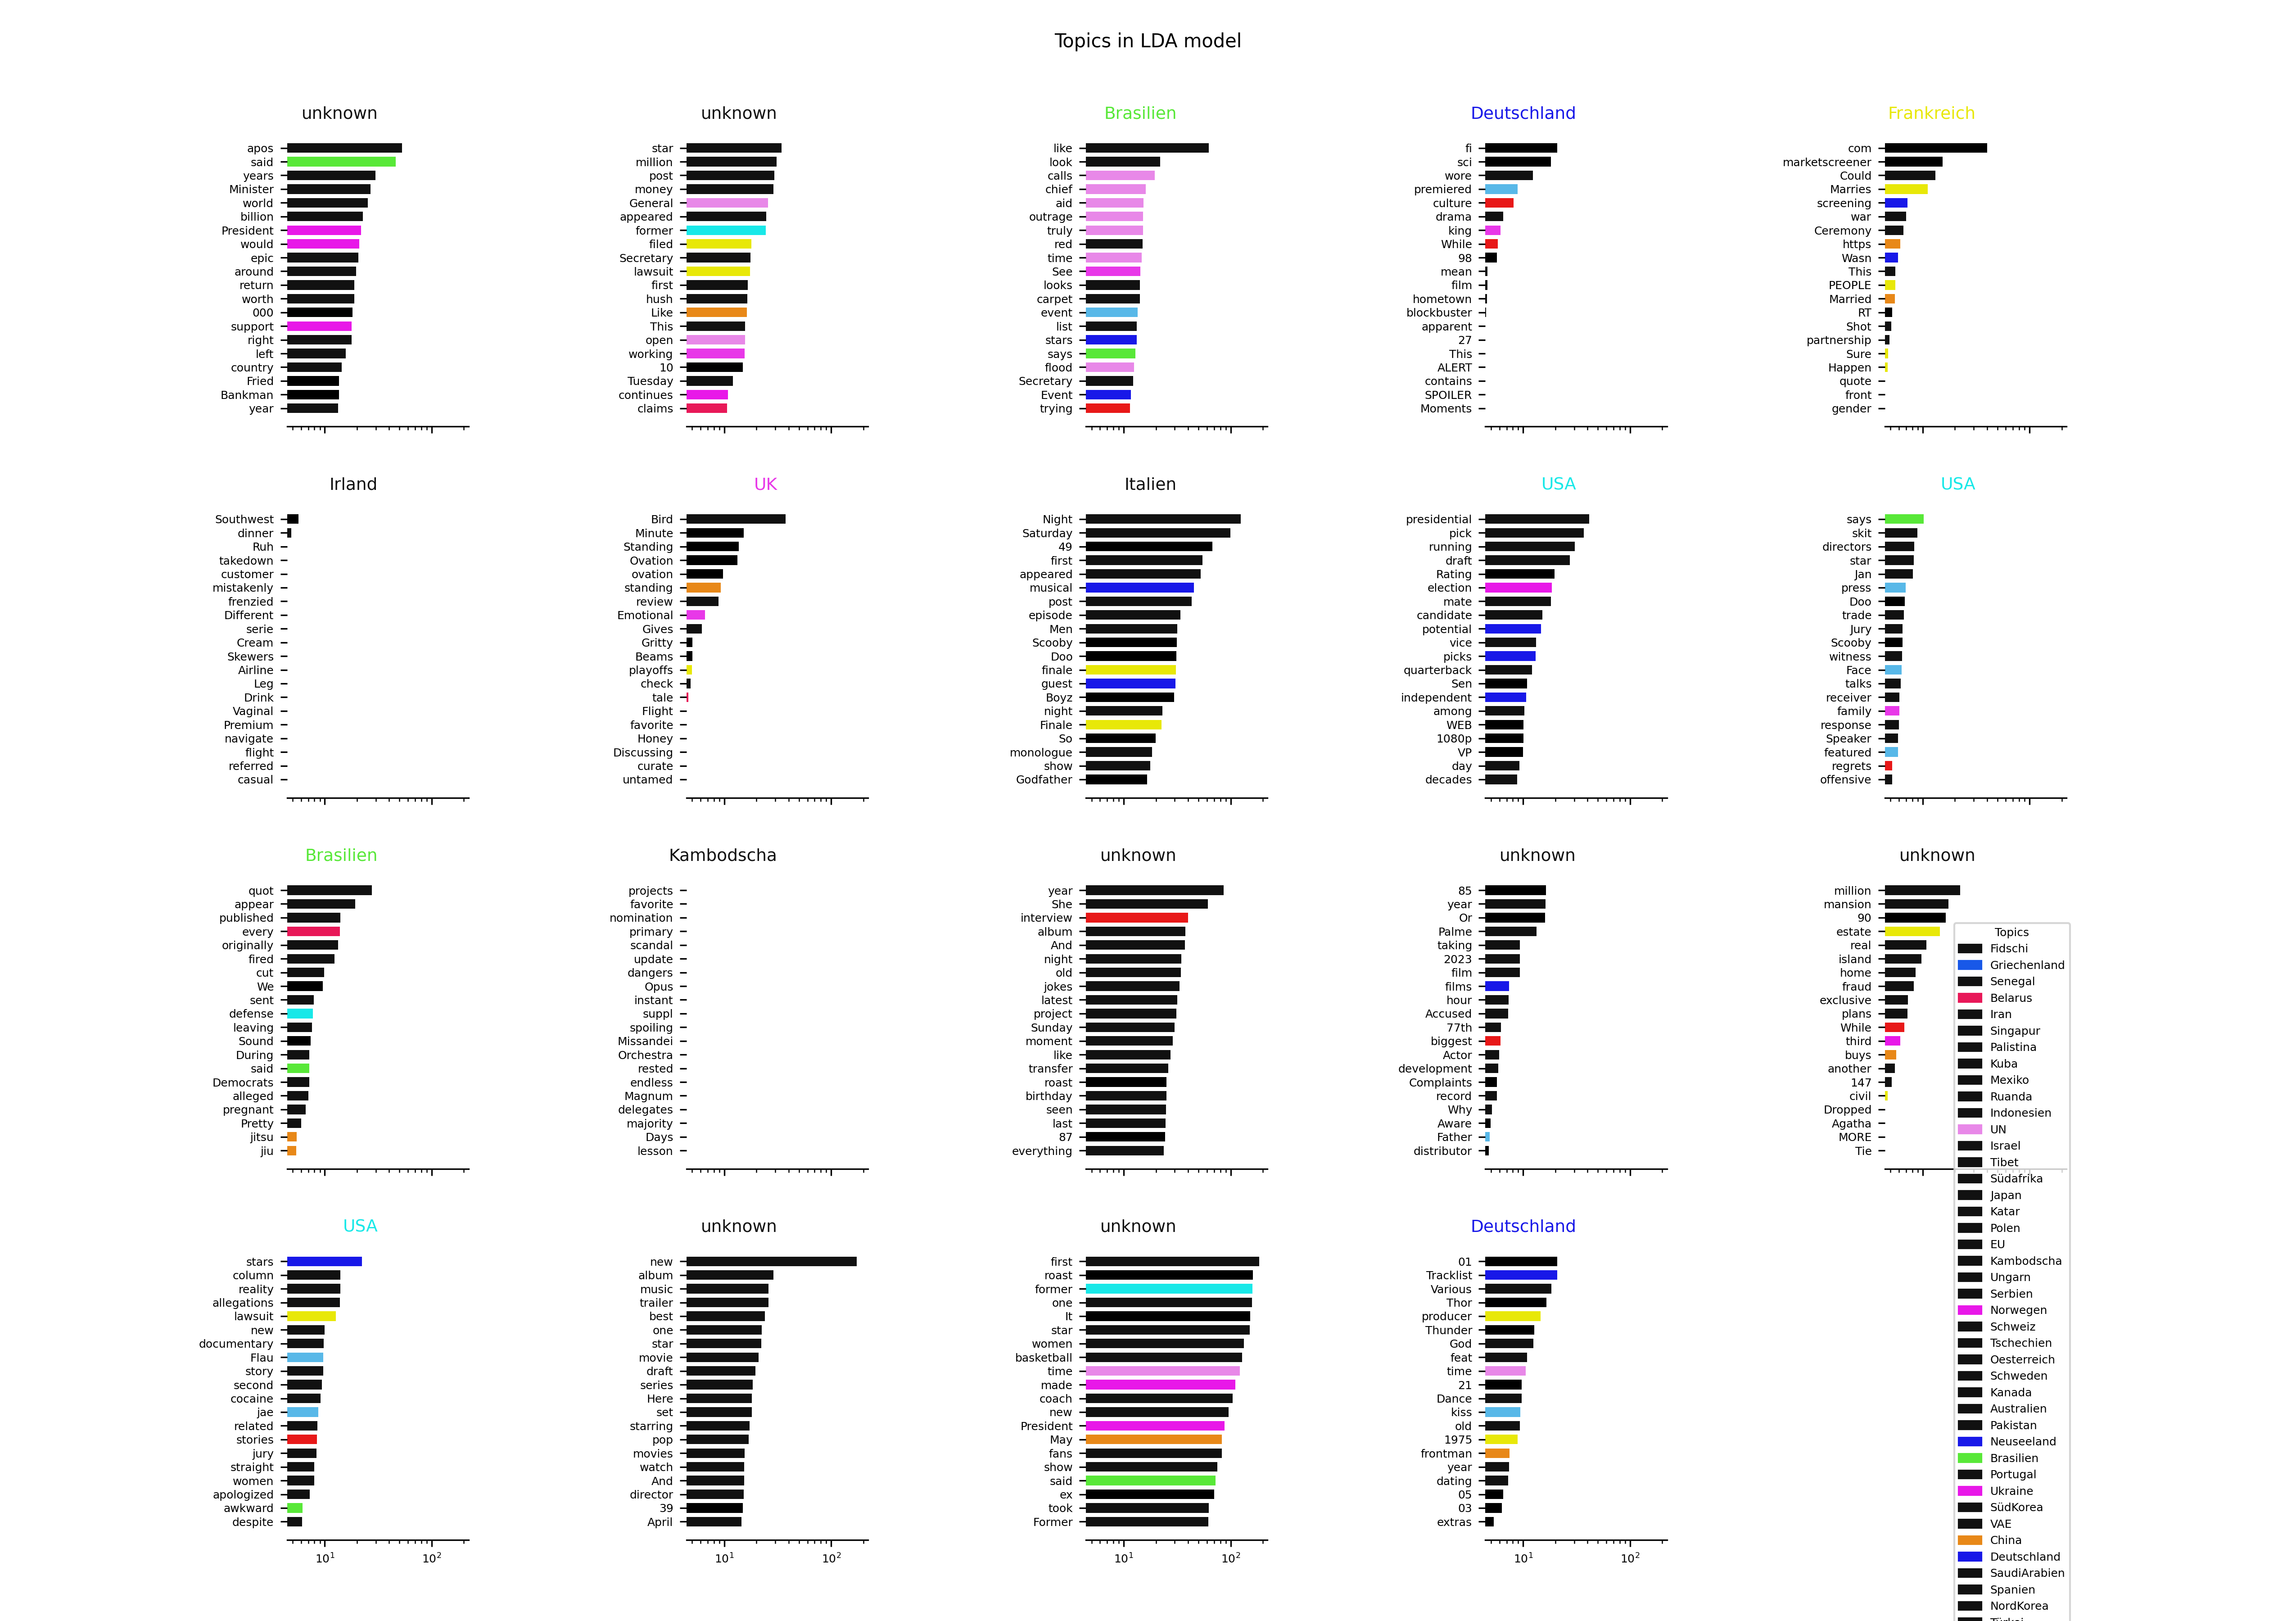 Topics in LDA model
unknown
apos
said
years
Minister
world
billion
President
would
epic
around
return
worth
000
support
right
left
country
Fried
Bankman
year
unknown
star
million
post
money
General
appeared
former
filed
Secretary
lawsuit
first
hush
Like
This
open
working
10
Tuesday
continues
claims
Brasilien
like
look
calls
chief
aid
outrage
truly
red
time
See
looks
carpet
event
list
stars
says
flood
Secretary
Event
trying
Deutschland
fi
sci
wore
premiered
culture
drama
king
While
98
mean
film
hometown
blockbuster
apparent
27
This
ALERT
contains
SPOILER
Moments
Frankreich
com
marketscreener
Could
Marries
screening
war
Ceremony
https
Wasn
This
PEOPLE
Married
RT
Shot
partnership
Sure
Happen
quote
front
gender
Irland
Southwest
dinner
Ruh
takedown
customer
mistakenly
frenzied
Different
serie
Cream
Skewers
Airline
Leg
Drink
Vaginal
Premium
navigate
flight
referred
casual
UK
Bird
Minute
Standing
Ovation
ovation
standing
review
Emotional
Gives
Gritty
Beams
playoffs
check
tale
Flight
favorite
Honey
Discussing
curate
untamed
Italien
Night
Saturday
49
first
appeared
musical
post
episode
Men
Scooby
Doo
finale
guest
Boyz
night
Finale
So
monologue
show
Godfather
USA
presidential
pick
running
draft
Rating
election
mate
candidate
potential
vice
picks
quarterback
Sen
independent
among
WEB
1080p
VP
day
decades
USA
says
skit
directors
star
Jan
press
Doo
trade
Jury
Scooby
witness
Face
talks
receiver
family
response
Speaker
featured
regrets
offensive
Brasilien
quot
appear
published
every
originally
fired
cut
We
sent
defense
leaving
Sound
During
said
Democrats
alleged
pregnant
Pretty
jitsu
jiu
Kambodscha
projects
favorite
nomination
primary
scandal
update
dangers
Opus
instant
suppl
spoiling
Missandei
Orchestra
rested
endless
Magnum
delegates
majority
Days
lesson
unknown
year
She
interview
album
And
night
old
jokes
latest
project
Sunday
moment
like
transfer
roast
birthday
seen
last
87
everything
unknown
85
year
Or
Palme
taking
2023
film
films
hour
Accused
77th
biggest
Actor
development
Complaints
record
Why
Aware
Father
distributor
unknown
million
mansion
90
estate
real
island
home
fraud
exclusive
plans
While
third
buys
another
147
civil
Dropped
Agatha
MORE
Tie
USA
stars
column
reality
allegations
lawsuit
new
documentary
Flau
story
second
cocaine
jae
related
stories
jury
straight
women
apologized
awkward
despite
10¹ 10²
unknown
new
album
music
trailer
best
one
star
movie
draft
series
Here
set
starring
pop
movies
watch
And
director
39
April
10¹ 10²
unknown
first
roast
former
one
It
star
women
basketball
time
made
coach
new
President
May
fans
show
said
ex
took
Former
10¹ 10²
Deutschland
01
Tracklist
Various
Thor
producer
Thunder
God
feat
time
21
Dance
kiss
old
1975
frontman
year
dating
05
03
extras
10¹ 10²
Topics
Fidschi
Griechenland
Senegal
Belarus
Iran
Singapur
Palistina
Kuba
Mexiko
Ruanda
Indonesien
UN
Israel
Tibet
Südafrika
Japan
Katar
Polen
EU
Kambodscha
Ungarn
Serbien
Norwegen
Schweiz
Tschechien
Oesterreich
Schweden
Kanada
Australien
Pakistan
Neuseeland
Brasilien
Portugal
Ukraine
SüdKorea
VAE
China
Deutschland
SaudiArabien
Spanien
NordKorea